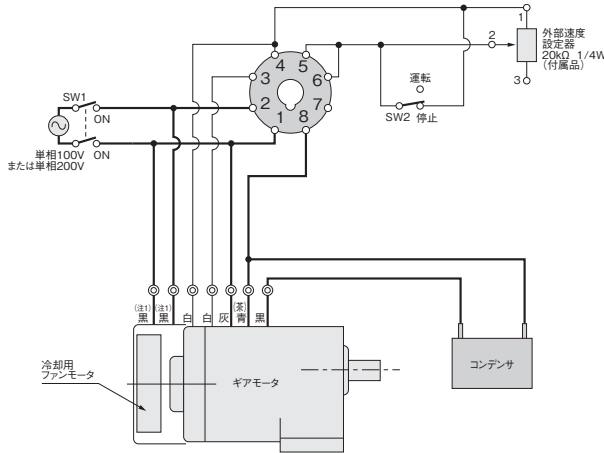 1
外部速度
設定器
20kΩ 1/4W
(付属品)
2
3
4
5
3
6
2
7
1
8
運転
SW2
停止
SW1
ON
ON
単相100V
または単相200V
(注1)
黒
(注1)
黒
白
白
灰
(茶)
青
黒
冷却用
ファンモータ
ギアモータ
コンデンサ